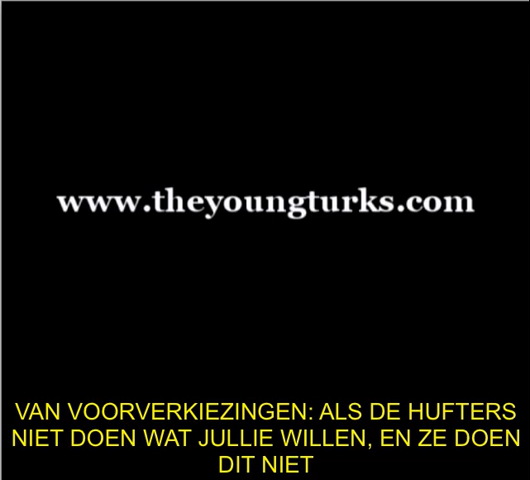 www.theyoungturks.com
VAN VOORVERKIEZINGEN: ALS DE HUFTERS
NIET DOEN WAT JULLIE WILLEN, EN ZE DOEN
DIT NIET